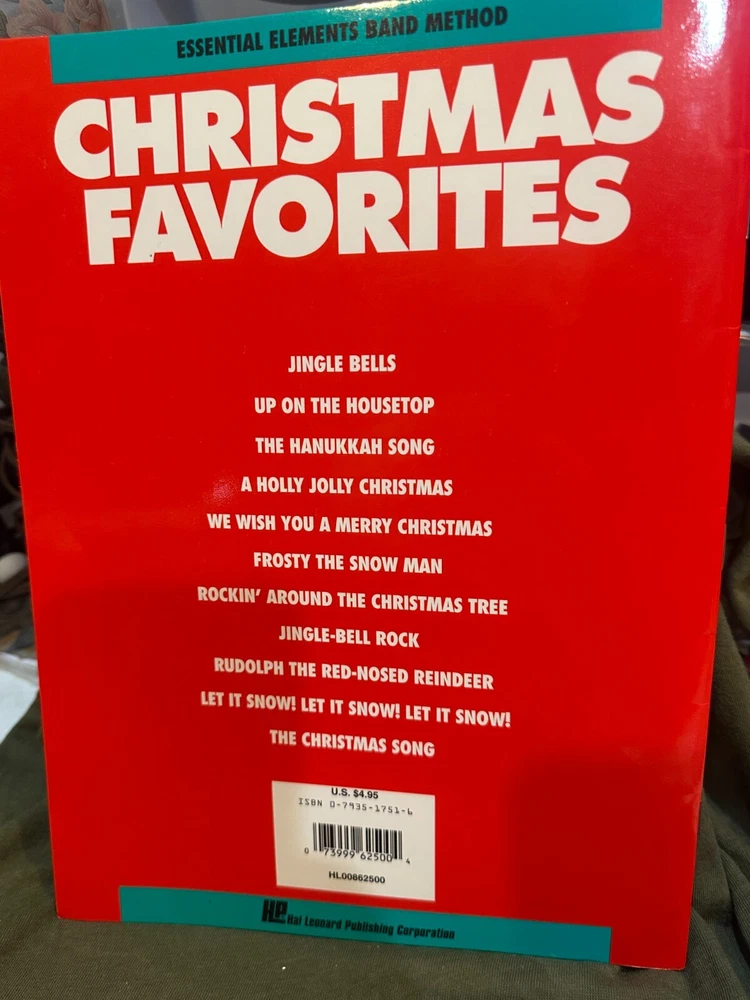 ESSENTIAL ELEMENTS BAND METHOD
CHRISTMAS
FAVORITES
JINGLE BELLS
UP ON THE HOUSETOP
THE HANUKKAH SONG
A HOLLY JOLLY CHRISTMAS
WE WISH YOU A MERRY CHRISTMAS
FROSTY THE SNOW MAN
ROCKIN' AROUND THE CHRISTMAS TREE
JINGLE-BELL ROCK
RUDOLPH THE RED-NOSED REINDEER
LET IT SNOW! LET IT SNOW! LET IT SNOW!
THE CHRISTMAS SONG
U.S. $4.95
ISBN 0-7935-1751-6
0 73999 62500 4
HL00862500
HL Hal Leonard Publishing Corporation